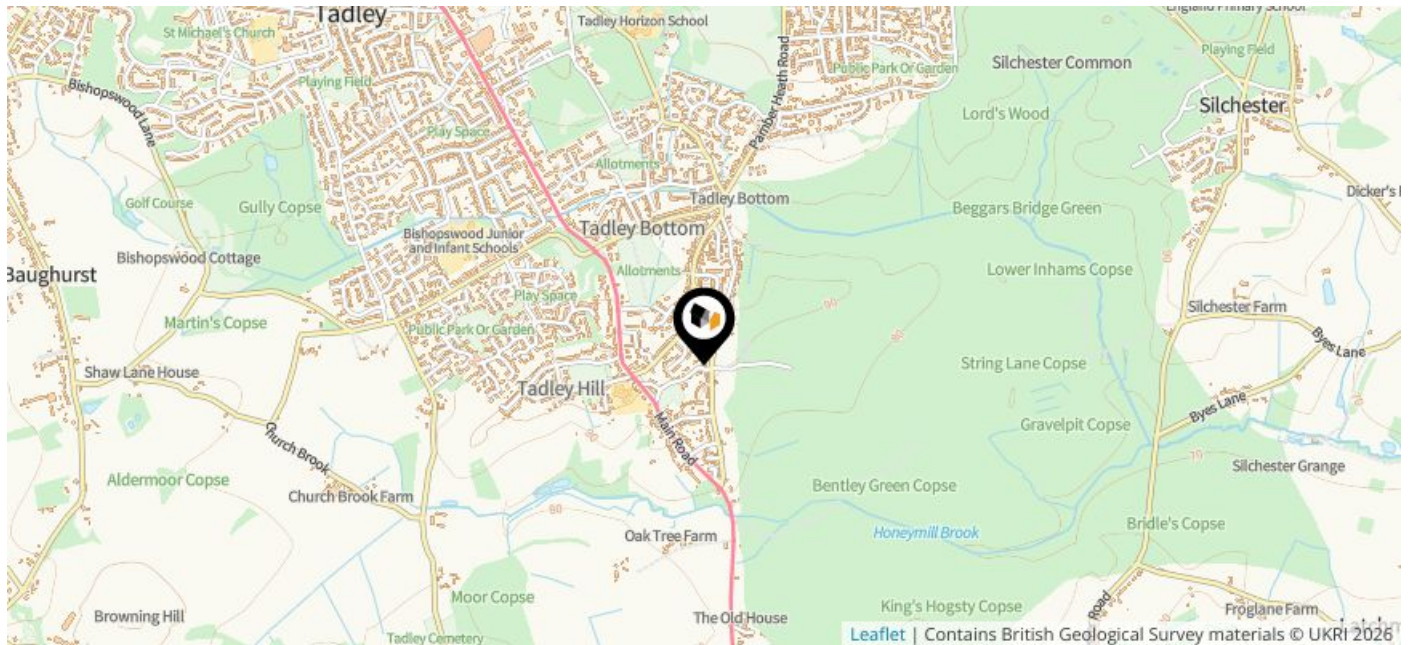 Tadley
Tadley Horizon School
England Primary School
St Michael's Church
Playing Field
Pamber Heath Road
Public Park Or Garden
Silchester Common
Playing Field
Silchester
Bishopswood Lane
Play Space
Lord's Wood
Allotments
Dicker's
Golf Course
Gully Copse
Tadley Bottom
Beggars Bridge Green
Tadley Bottom
Bishopswood Junior
and Infant Schools
Bishopswood Cottage
Baughurst
Allotments
Lower Inhams Copse
90
90
Play Space
80
Silchester Farm
Martin's Copse
Public Park Or Garden
Byes Lane
Shaw Lane House
String Lane Copse
Tadley Hill
Byes Lane
Main Road
Gravelpit Copse
Church Brook
80
70
Silchester Grange
Aldermoor Copse
Bentley Green Copse
Church Brook Farm
60
Bridle's Copse
Oak Tree Farm
Honeymill Brook
Moor Copse
Browning Hill
The Old House
King's Hogsty Copse
Road
Froglane Farm
Tadley Cemetery
Leaflet | Contains British Geological Survey materials © UKRI 2026